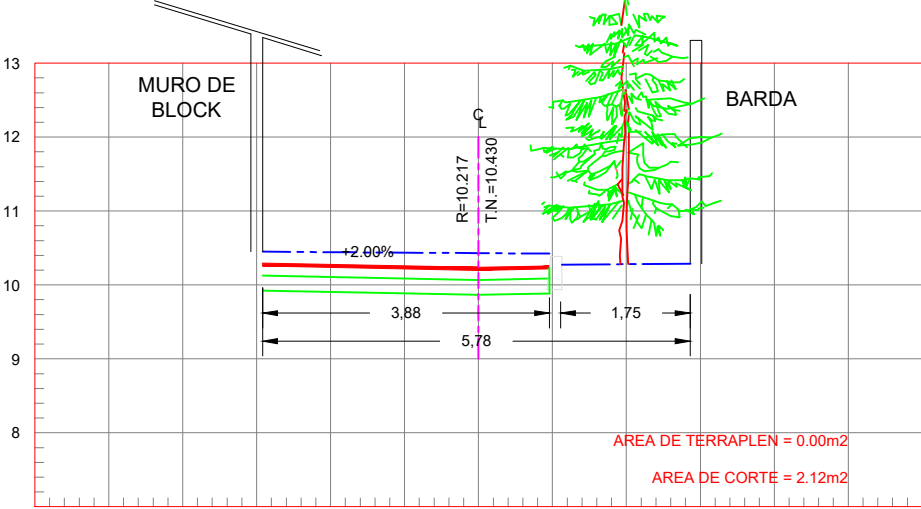 13
MURO DE
BLOCK
BARDA
12
C
L
R=10.217
T.N.=10.430
11
+2.00%
10
3,88
1,75
5,78
9
8
AREA DE TERRAPLEN = 0.00m2
AREA DE CORTE = 2.12m2